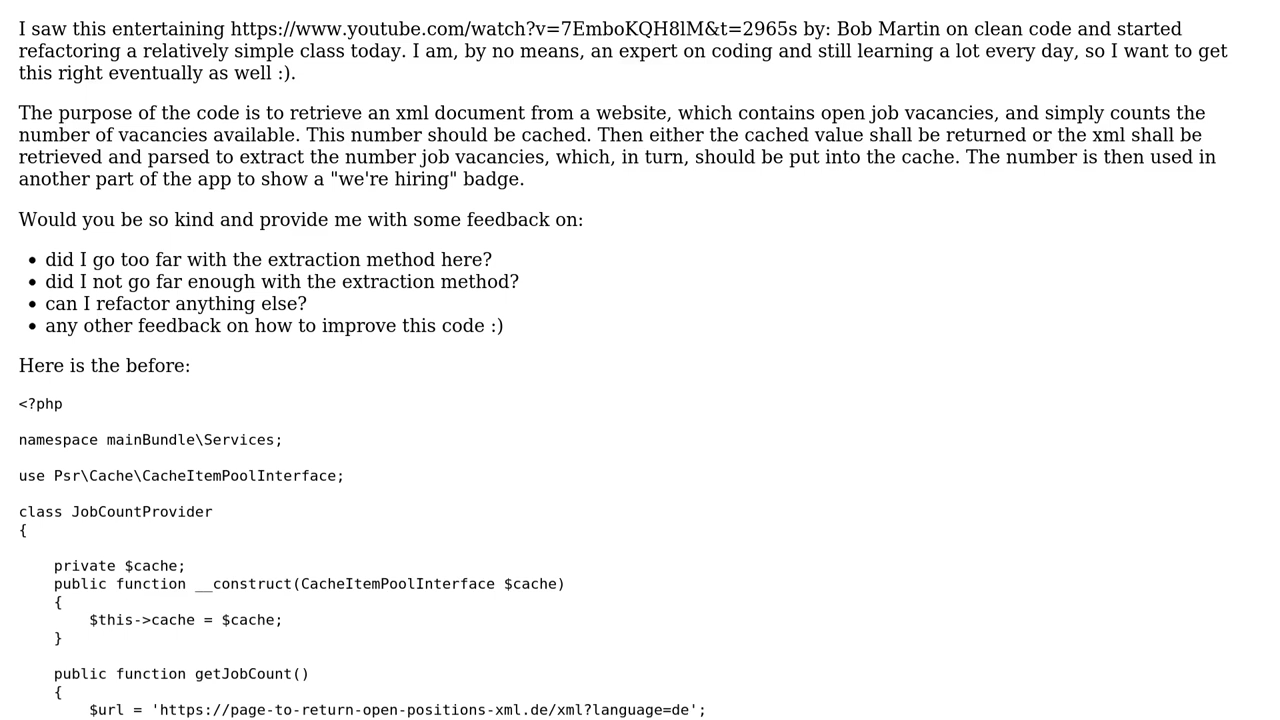 I saw this entertaining https://www.youtube.com/watch?v=7EmboKQH8lM&t=2965s by: Bob Martin on clean code and started
refactoring a relatively simple class today. I am, by no means, an expert on coding and still learning a lot every day, so I want to get
this right eventually as well :).
The purpose of the code is to retrieve an xml document from a website, which contains open job vacancies, and simply counts the
number of vacancies available. This number should be cached. Then either the cached value shall be returned or the xml shall be
retrieved and parsed to extract the number job vacancies, which, in turn, should be put into the cache. The number is then used in
another part of the app to show a "we're hiring" badge.
Would you be so kind and provide me with some feedback on:
• did I go too far with the extraction method here?
• did I not go far enough with the extraction method?
• can I refactor anything else?
• any other feedback on how to improve this code :)
Here is the before:
<?php
namespace mainBundle\Services;
use Psr\Cache\CacheItemPoolInterface;
class JobCountProvider
{
    private $cache;
    public function __construct(CacheItemPoolInterface $cache)
    {
        $this->cache = $cache;
    }
    public function getJobCount()
    {
        $url = 'https://page-to-return-open-positions-xml.de/xml?language=de';